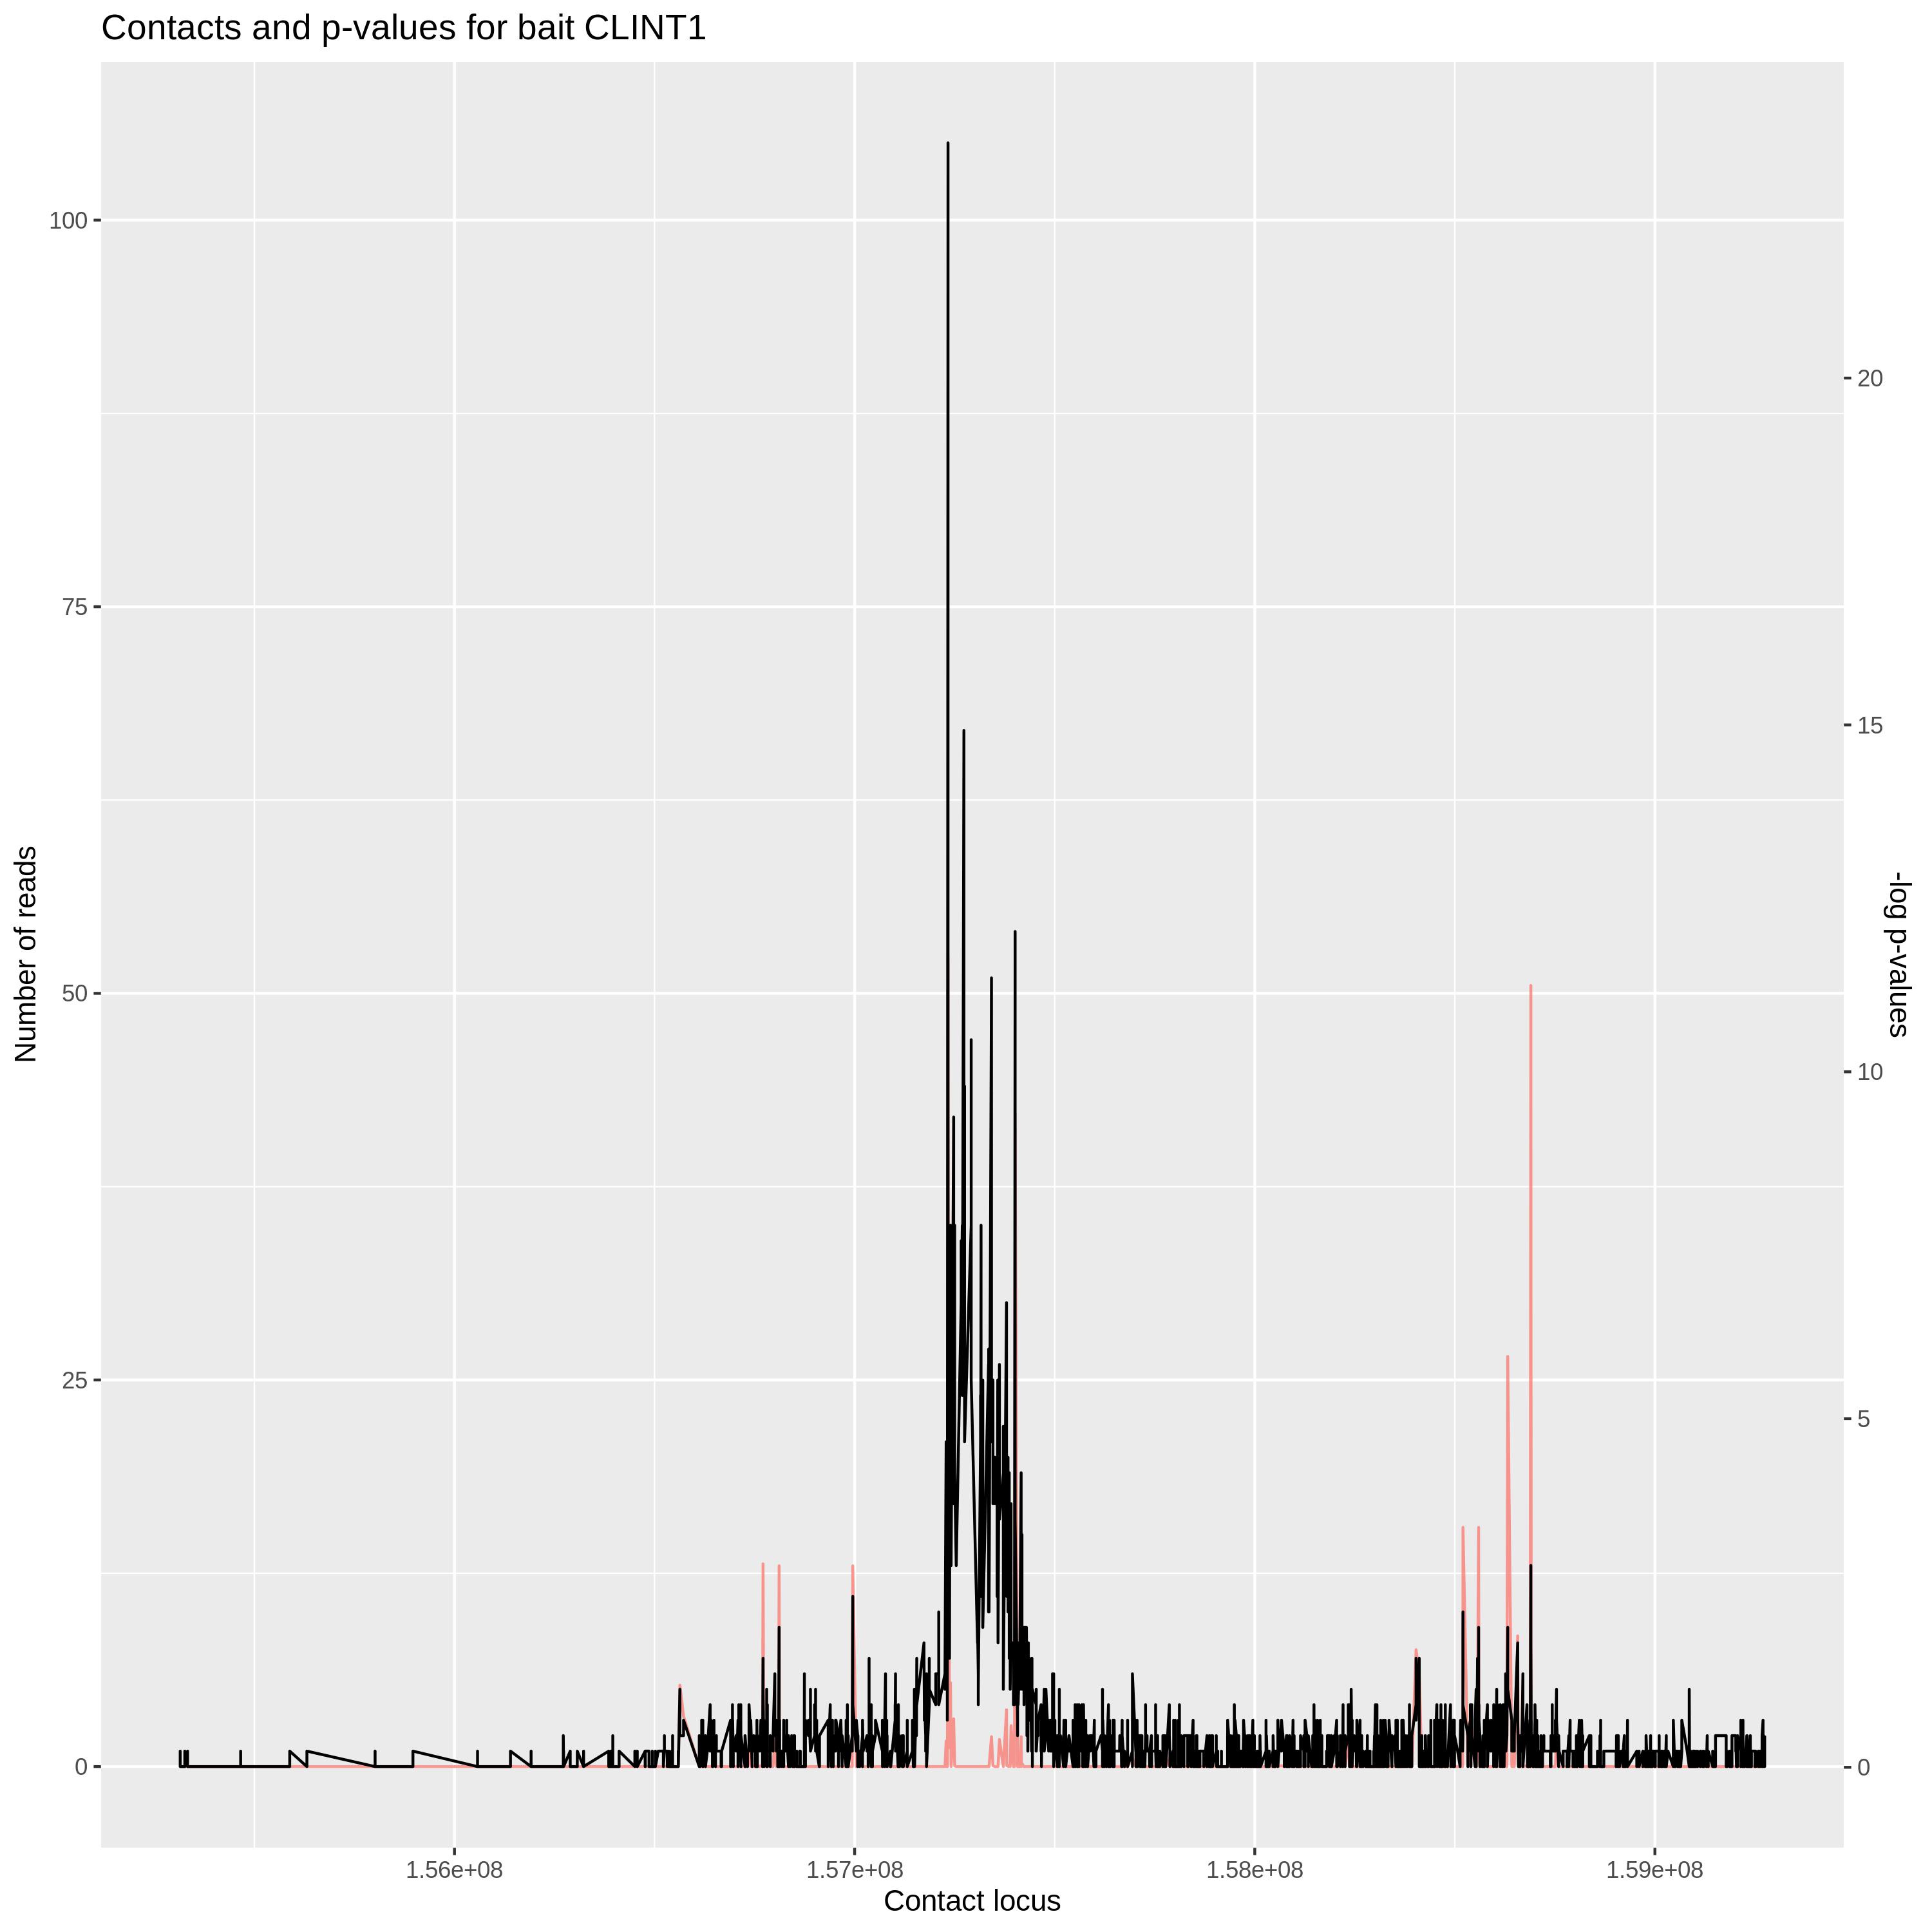 Contacts and p-values for bait CLINT1
100
75
50
25
0
Number of reads
20
15
10
5
0
-log p-values
1.56e+08
1.57e+08
1.58e+08
1.59e+08
Contact locus